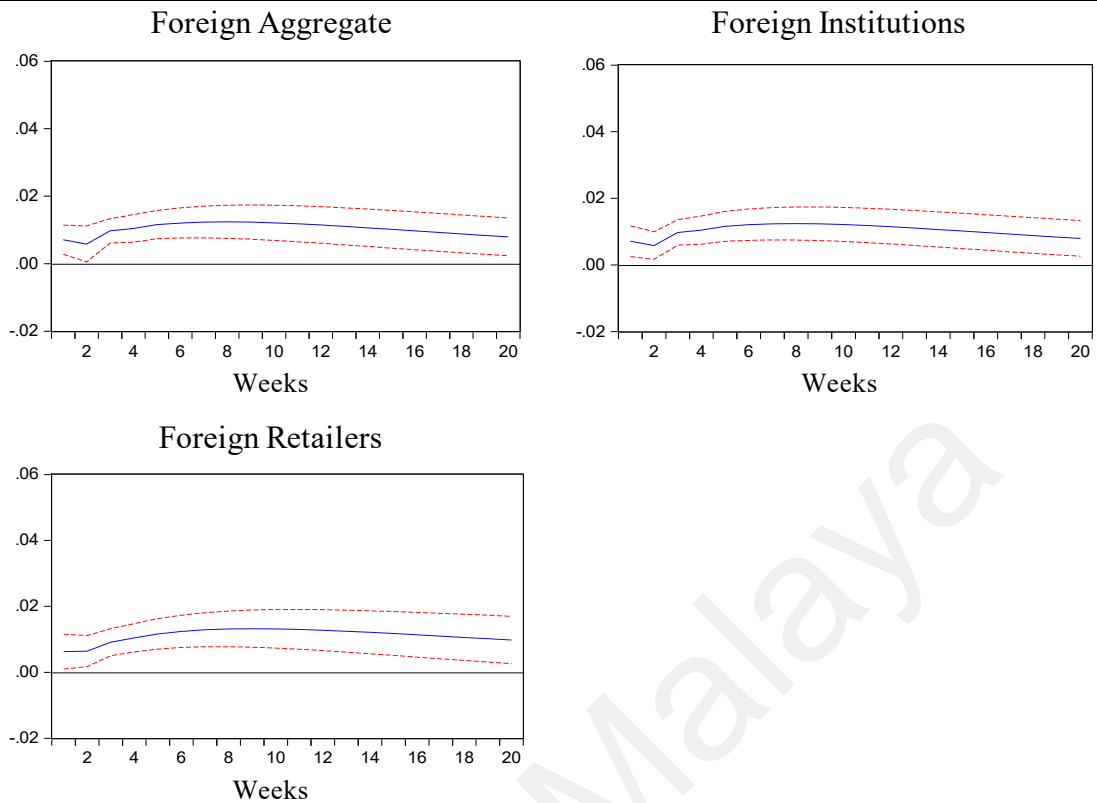 Foreign Aggregate
.06
.04
.02
.00
-.02
2 4 6 8 10 12 14 16 18 20
Weeks
Foreign Institutions
.06
.04
.02
.00
-.02
2 4 6 8 10 12 14 16 18 20
Weeks
Foreign Retailers
.06
.04
.02
.00
-.02
2 4 6 8 10 12 14 16 18 20
Weeks
Malaya